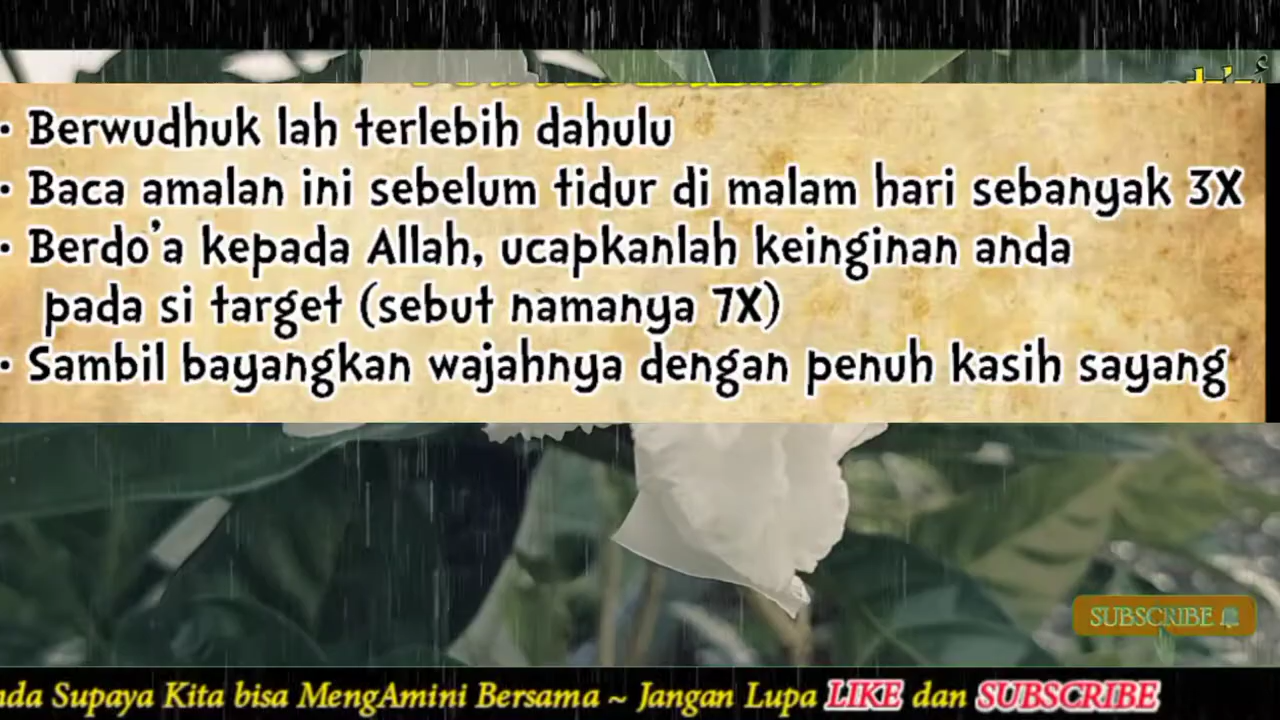 • Berwudhuk lah terlebih dahulu
• Baca amalan ini sebelum tidur di malam hari sebanyak 3X
• Berdo'a kepada Allah, ucapkanlah keinginan anda
pada si target (sebut namanya 7X)
• Sambil bayangkan wajahnya dengan penuh kasih sayang
SUBSCRIBE
Supaya Kita bisa MengAmini Bersama ~ Jangan Lupa LIKE dan SUBSCRIBE